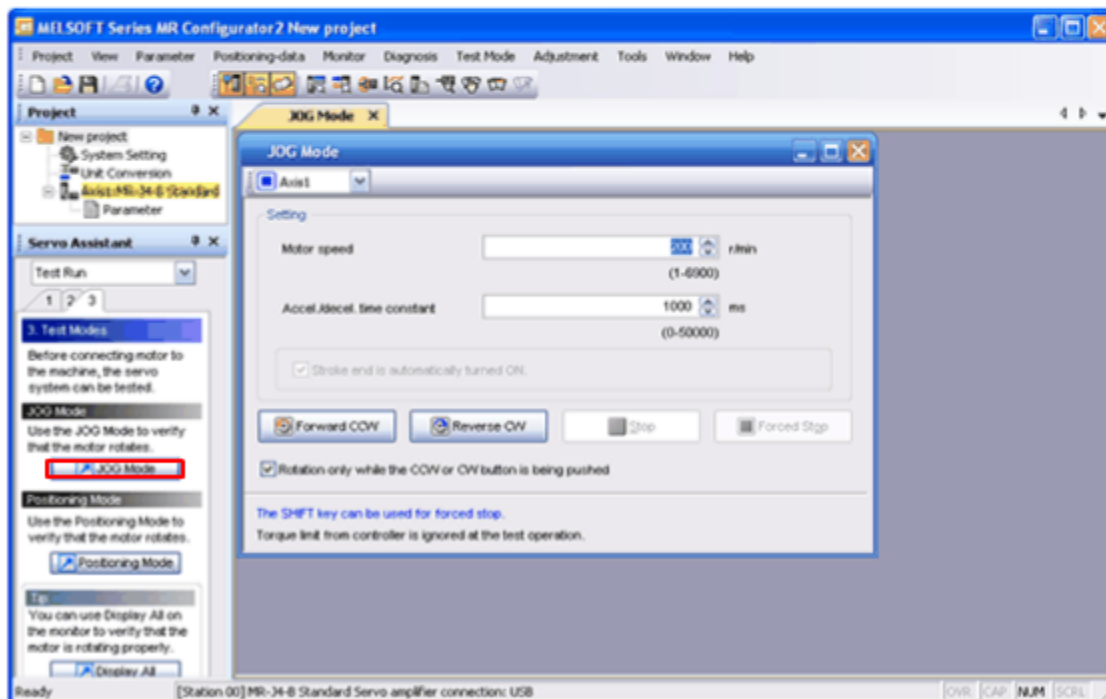 MELSOFT Series MR Configurator2 New project
Project View Parameter Positioning-data Monitor Diagnosis Test Mode Adjustment Tools Window Help
Project
New project
System Setting
Unit Conversion
Axis1:MR-J4-B Standard
Parameter
Servo Assistant
Test Run
1 2 3
3. Test Modes
Before connecting motor to
the machine, the servo
system can be tested.
JOG Mode
Use the JOG Mode to verify
that the motor rotates.
JOG Mode
Positioning Mode
Use the Positioning Mode to
verify that the motor rotates.
Positioning Mode
Tip
You can use Display All on
the monitor to verify that the
motor is rotating properly.
Display All
JOG Mode
JOG Mode
Axis1
Setting
Motor speed 200 r/min
(1-6900)
Accel./decel. time constant 1000 ms
(0-50000)
Stroke end is automatically turned ON.
Forward CCW Reverse CW Stop Forced Stop
Rotation only while the CCW or CW button is being pushed
The SHIFT key can be used for forced stop.
Torque limit from controller is ignored at the test operation.
Ready [Station 00] MR-J4-B Standard Servo amplifier connection: USB OVR CAP NUM SCRL